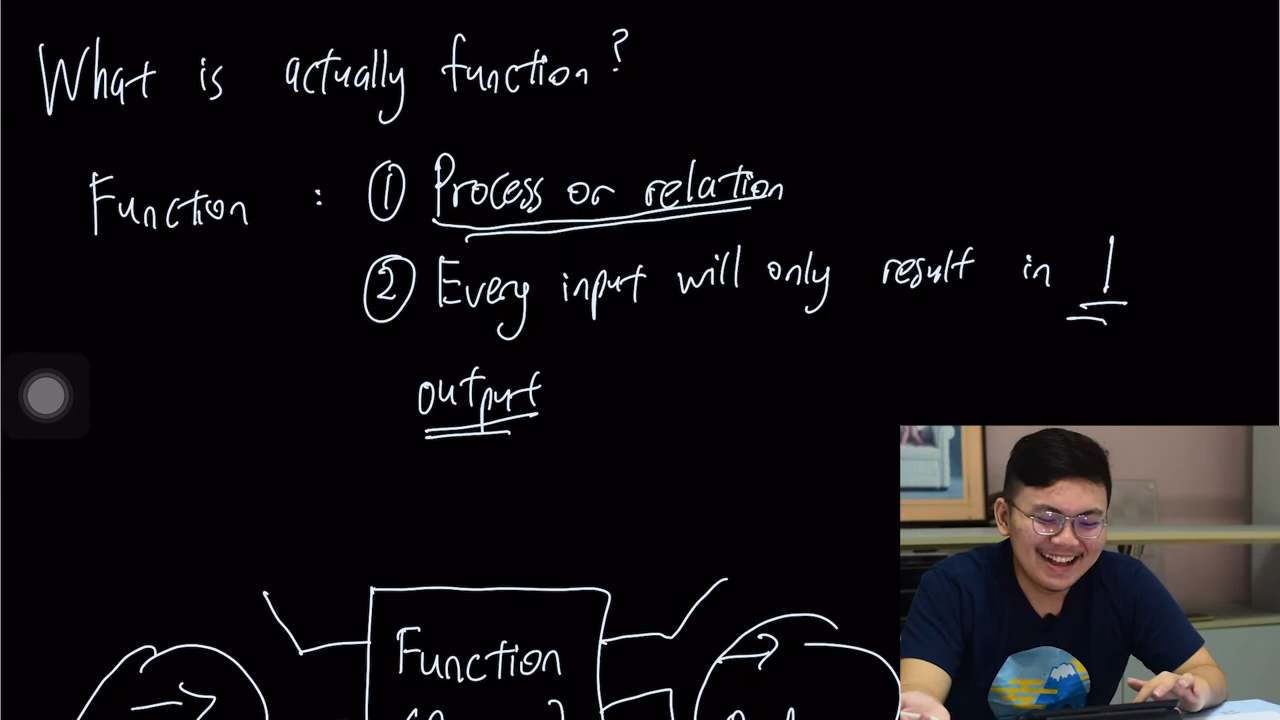 What is actually function?
Function : ① Process or relation
② Every input will only result in 1
output
Function